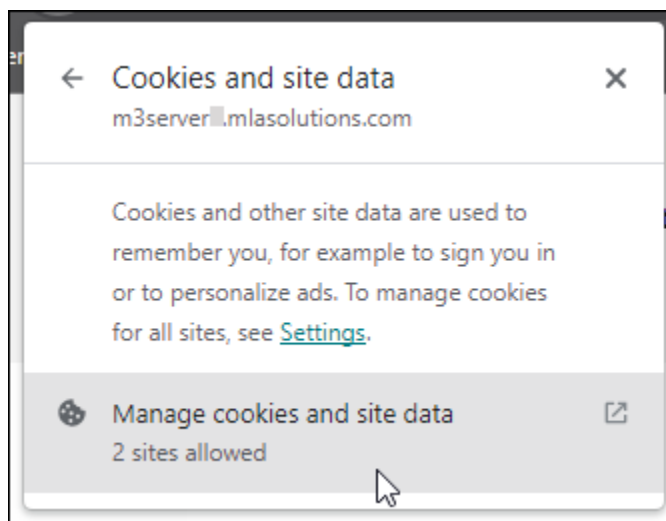 Cookies and site data
m3server .mlasolutions.com
Cookies and other site data are used to
remember you, for example to sign you in
or to personalize ads. To manage cookies
for all sites, see Settings.
Manage cookies and site data
2 sites allowed